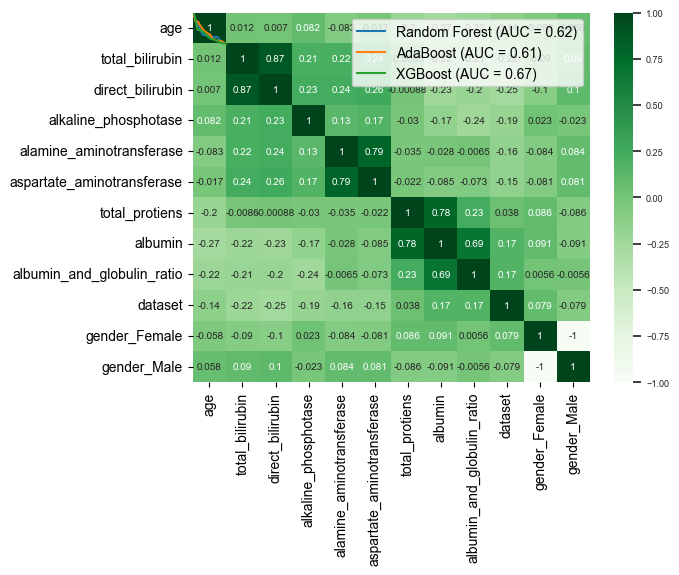 age 1 0.012 0.007 0.082
Random Forest (AUC = 0.62)
total_bilirubin 0.012 1 0.87 0.21 0.22 0.24
AdaBoost (AUC = 0.61)
direct_bilirubin 0.007 0.87 1 0.23 0.24 0.26 -0.00088 -0.23 -0.2 -0.25 -0.1 0.1
XGBoost (AUC = 0.67)
alkaline_phosphotase 0.082 0.21 0.23 1 0.13 0.17 -0.03 -0.17 -0.24 -0.19 0.023 -0.023
alamine_aminotransferase -0.083 0.22 0.24 0.13 1 0.79 -0.035 -0.028 -0.0065 -0.16 -0.084 0.084
aspartate_aminotransferase -0.017 0.24 0.26 0.17 0.79 1 -0.022 -0.085 -0.073 -0.15 -0.081 0.081
total_protiens -0.2 -0.0086 -0.00088 -0.03 -0.035 -0.022 1 0.78 0.23 0.038 0.086 -0.086
albumin -0.27 -0.22 -0.23 -0.17 -0.028 -0.085 0.78 1 0.69 0.17 0.091 -0.091
albumin_and_globulin_ratio -0.22 -0.21 -0.2 -0.24 -0.0065 -0.073 0.23 0.69 1 0.17 0.0056 -0.0056
dataset -0.14 -0.22 -0.25 -0.19 -0.16 -0.15 0.038 0.17 0.17 1 0.079 -0.079
gender_Female -0.058 -0.09 -0.1 0.023 -0.084 -0.081 0.086 0.091 0.0056 0.079 1 -1
gender_Male 0.058 0.09 0.1 -0.023 0.084 0.081 -0.086 -0.091 -0.0056 -0.079 -1 1
age
total_bilirubin
direct_bilirubin
alkaline_phosphotase
alamine_aminotransferase
aspartate_aminotransferase
total_protiens
albumin
albumin_and_globulin_ratio
dataset
gender_Female
gender_Male
1.00
0.75
0.50
0.25
0.00
−0.25
−0.50
−0.75
−1.00